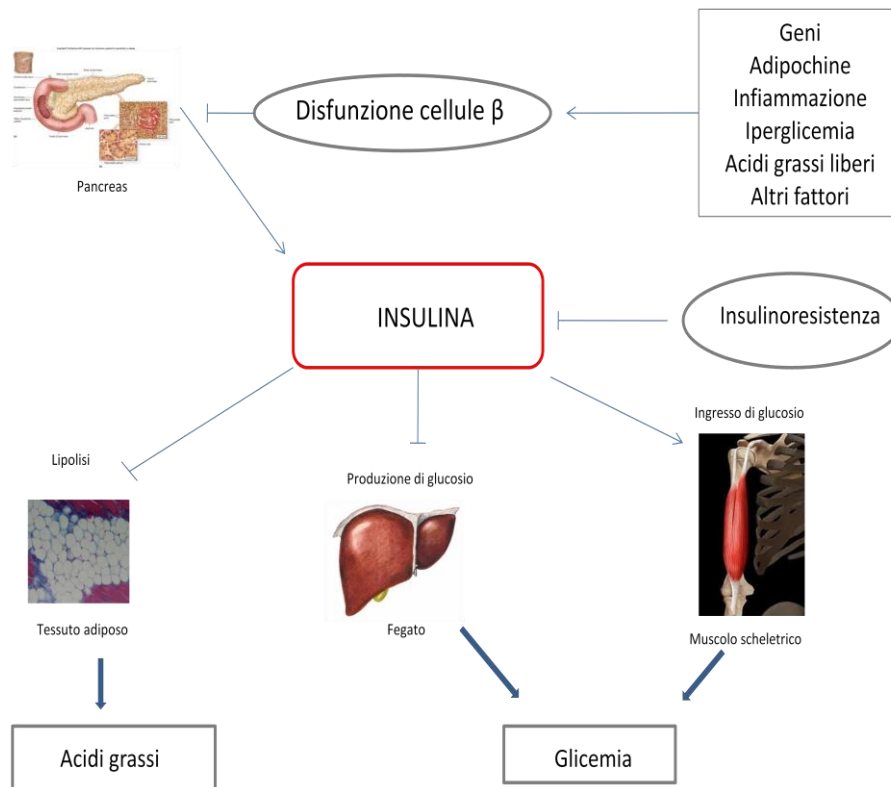 Geni
Adipochine
Infiammazione
Iperglicemia
Acidi grassi liberi
Altri fattori
Disfunzione cellule β
Pancreas
INSULINA
Insulinoresistenza
Ingresso di glucosio
Lipolisi
Produzione di glucosio
Tessuto adiposo
Fegato
Muscolo scheletrico
Acidi grassi
Glicemia